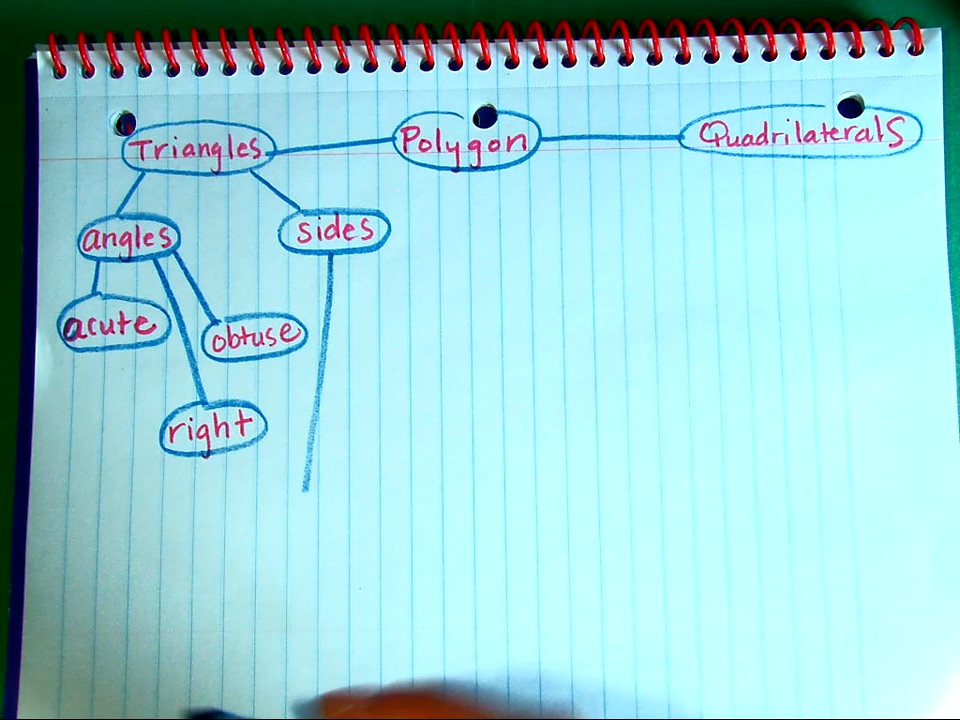 Triangles
Polygon
Quadrilaterals
angles
sides
acute
obtuse
right